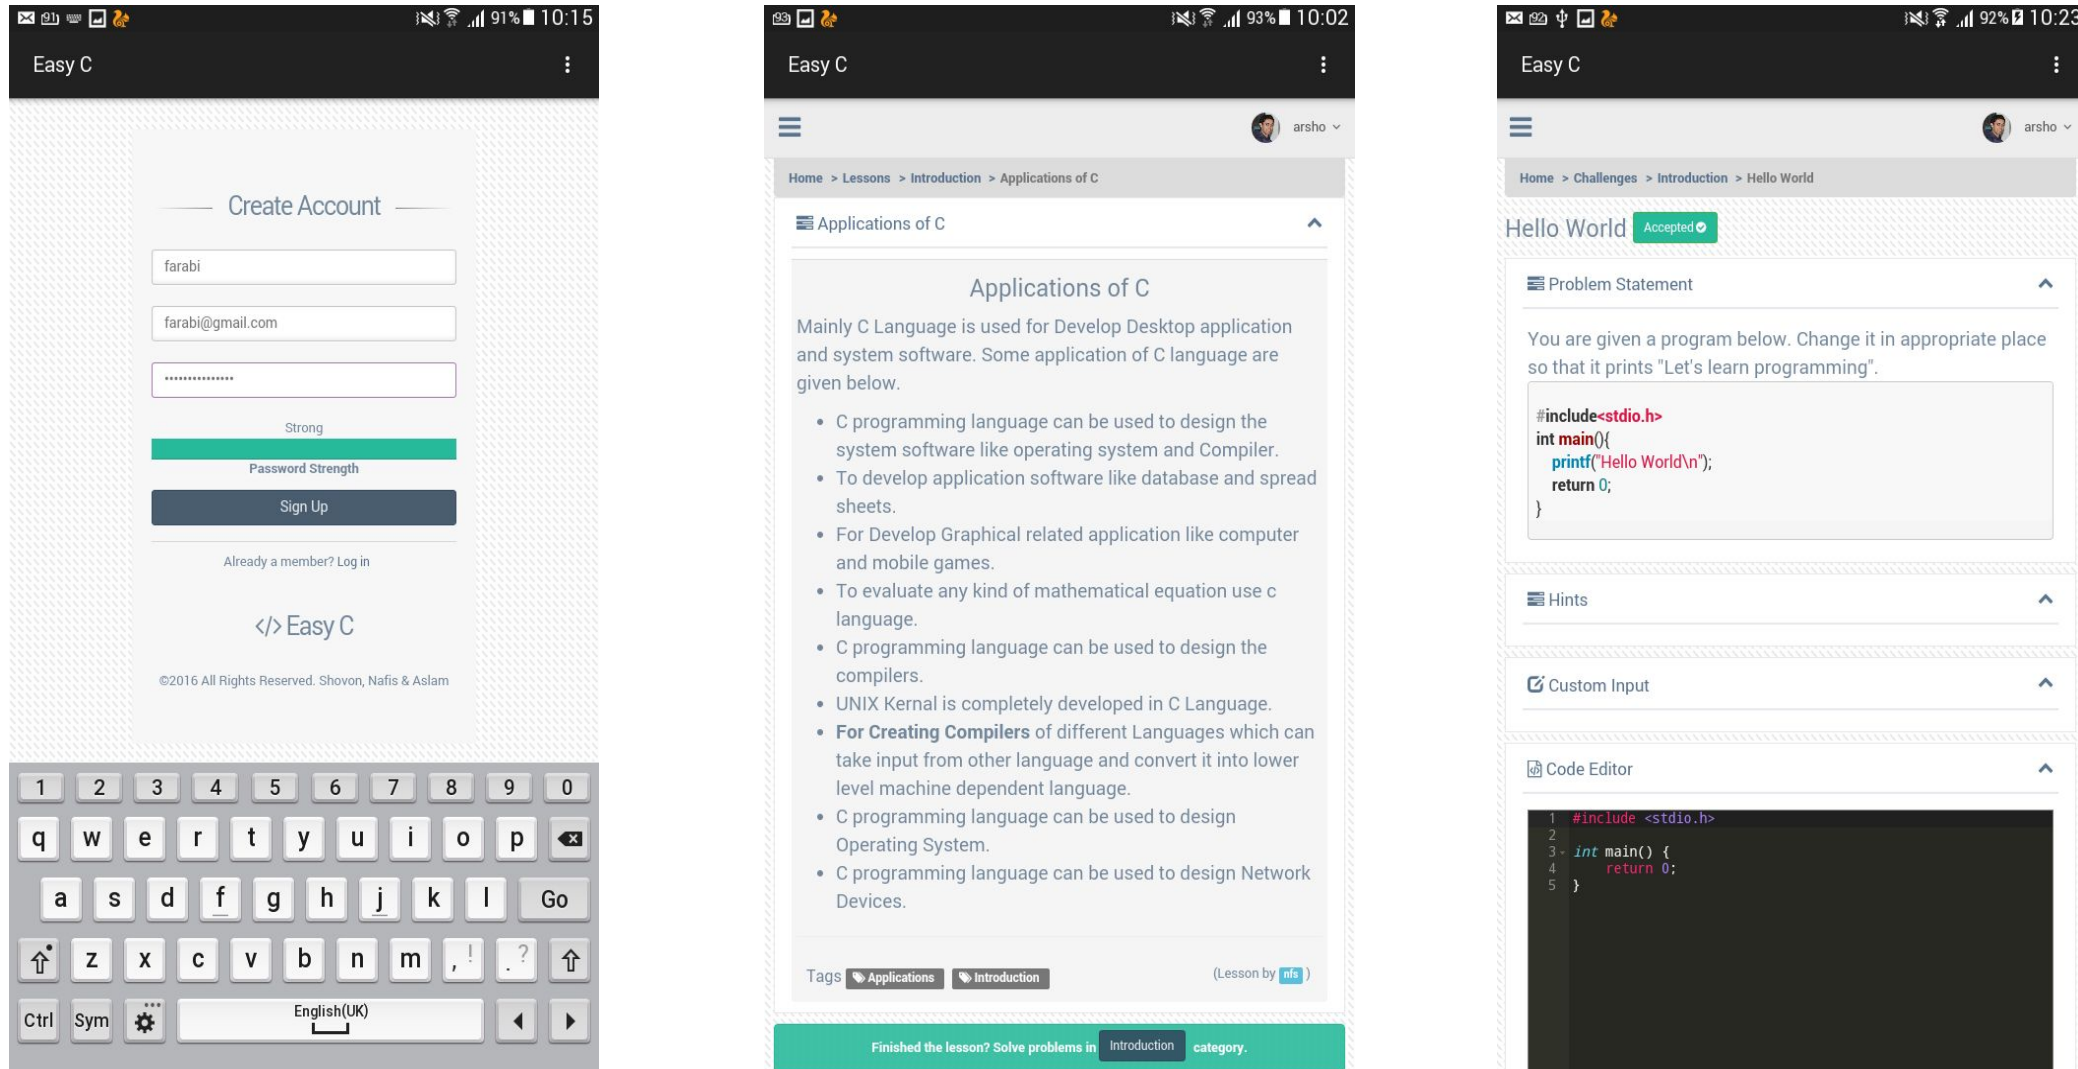 91% 10:15
Easy C
Create Account
farabi
farabi@gmail.com
Strong
Password Strength
Sign Up
Already a member? Log in
</> Easy C
©2016 All Rights Reserved. Shovon, Nafis & Aslam
1 2 3 4 5 6 7 8 9 0
q w e r t y u i o p
a s d f g h j k l Go
z x c v b n m , ! . ?
Ctrl Sym English(UK)
93% 10:02
Easy C
arsho
Home > Lessons > Introduction > Applications of C
Applications of C
Applications of C
Mainly C Language is used for Develop Desktop application
and system software. Some application of C language are
given below.
• C programming language can be used to design the
system software like operating system and Compiler.
• To develop application software like database and spread
sheets.
• For Develop Graphical related application like computer
and mobile games.
• To evaluate any kind of mathematical equation use c
language.
• C programming language can be used to design the
compilers.
• UNIX Kernal is completely developed in C Language.
• For Creating Compilers of different Languages which can
take input from other language and convert it into lower
level machine dependent language.
• C programming language can be used to design
Operating System.
• C programming language can be used to design Network
Devices.
Tags Applications Introduction (Lesson by nfs )
Finished the lesson? Solve problems in Introduction category.
92% 10:23
Easy C
arsho
Home > Challenges > Introduction > Hello World
Hello World Accepted
Problem Statement
You are given a program below. Change it in appropriate place
so that it prints "Let's learn programming".
#include<stdio.h>
int main(){
printf("Hello World\n");
return 0;
}
Hints
Custom Input
Code Editor
1 #include <stdio.h>
2
3 int main() {
4 return 0;
5 }